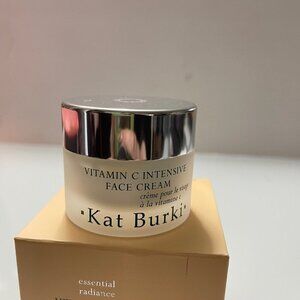 VITAMIN C INTENSIVE
FACE CREAM
crème pour le visage
à la vitamine C
Kat Burki
essential
radiance